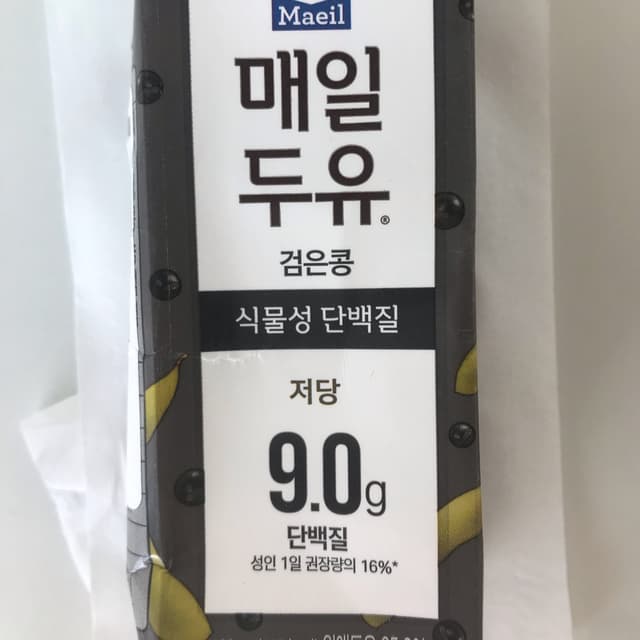 Maeil
매일
두유®
검은콩
식물성 단백질
저당
9.0g
단백질
성인 1일 권장량의 16%*